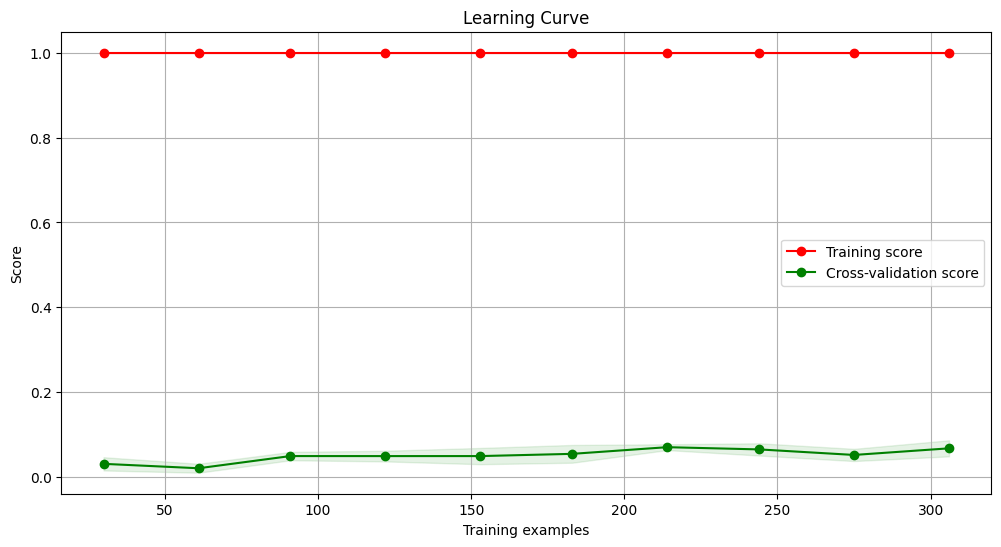 Learning Curve
1.0
0.8
0.6
0.4
0.2
0.0
Score
Training score
Cross-validation score
50
100
150
200
250
300
Training examples